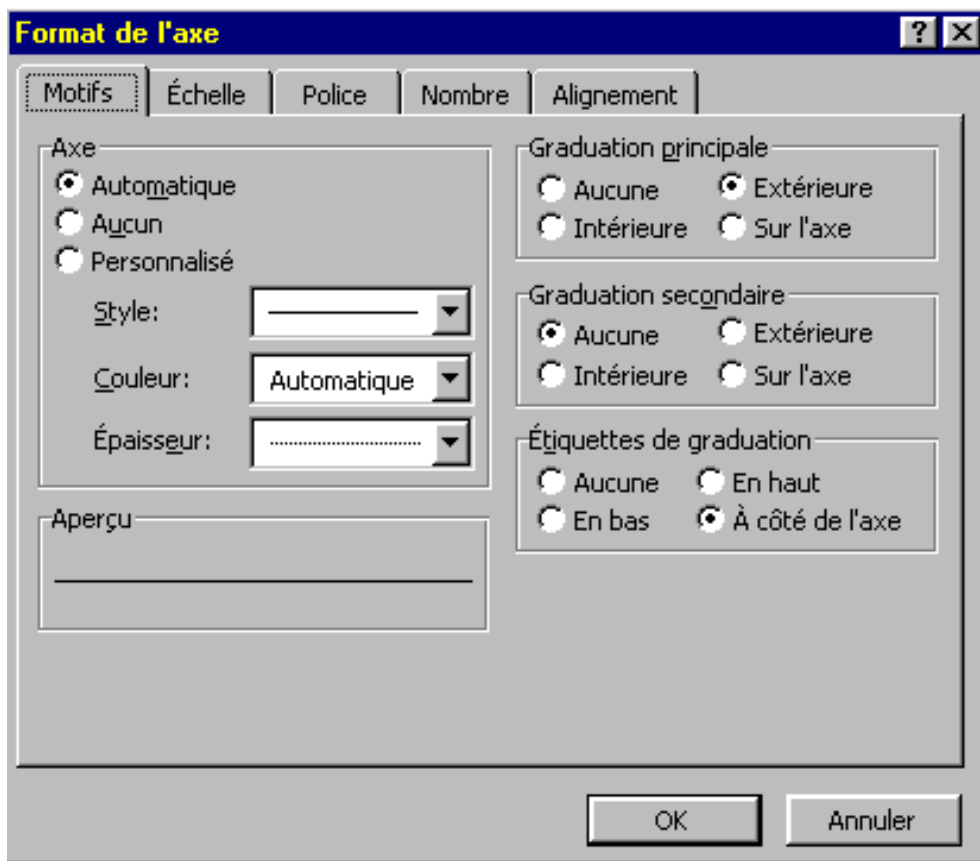 Format de l'axe
Motifs Échelle Police Nombre Alignement
Axe
Automatique
Aucun
Personnalisé
Style:
Couleur: Automatique
Épaisseur:
Aperçu
Graduation principale
Aucune Extérieure
Intérieure Sur l'axe
Graduation secondaire
Aucune Extérieure
Intérieure Sur l'axe
Étiquettes de graduation
Aucune En haut
En bas À côté de l'axe
OK Annuler